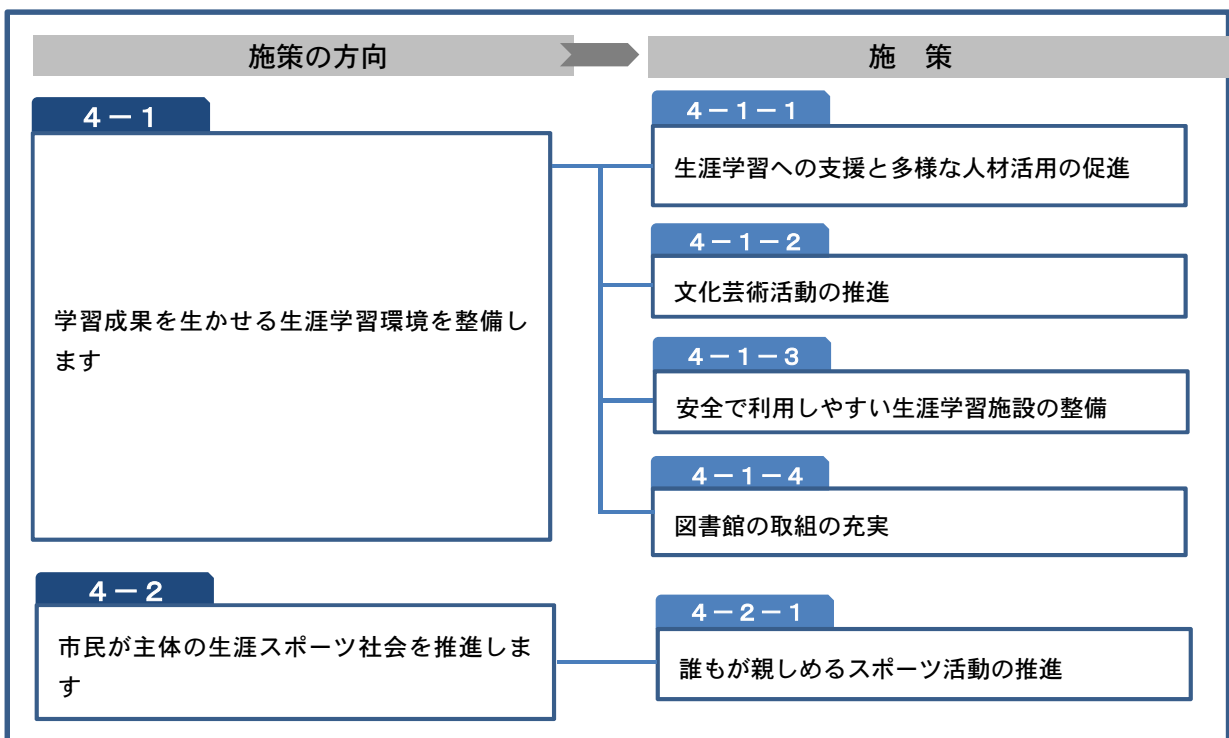 施策の方向
施　策
４－１
学習成果を生かせる生涯学習環境を整備し
ます
４－１－１
生涯学習への支援と多様な人材活用の促進
４－１－２
文化芸術活動の推進
４－１－３
安全で利用しやすい生涯学習施設の整備
４－１－４
図書館の取組の充実
４－２
市民が主体の生涯スポーツ社会を推進しま
す
４－２－１
誰もが親しめるスポーツ活動の推進